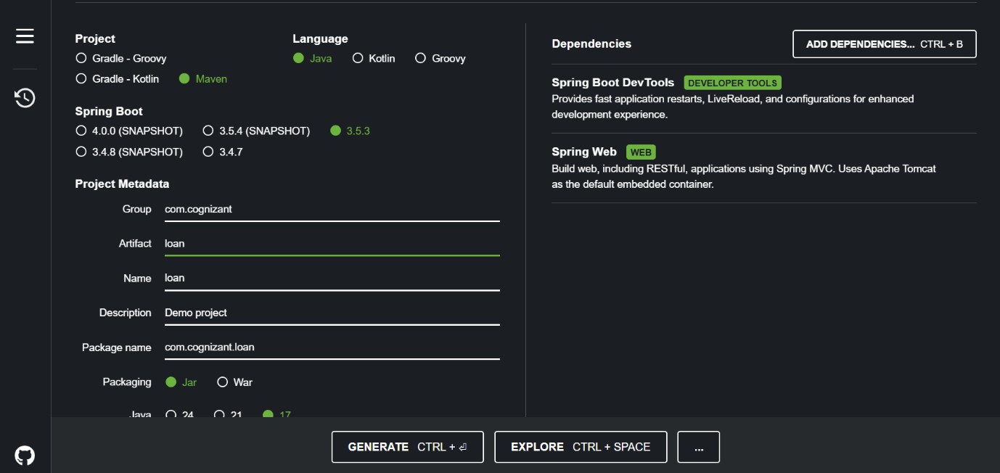 Project
Gradle - Groovy
Gradle - Kotlin Maven
Language
Java Kotlin Groovy
Spring Boot
4.0.0 (SNAPSHOT) 3.5.4 (SNAPSHOT) 3.5.3
3.4.8 (SNAPSHOT) 3.4.7
Project Metadata
Group com.cognizant
Artifact loan
Name loan
Description Demo project
Package name com.cognizant.loan
Packaging Jar War
Java 24 21 17
Dependencies
ADD DEPENDENCIES... CTRL + B
Spring Boot DevTools DEVELOPER TOOLS
Provides fast application restarts, LiveReload, and configurations for enhanced
development experience.
Spring Web WEB
Build web, including RESTful, applications using Spring MVC. Uses Apache Tomcat
as the default embedded container.
GENERATE CTRL + ⏎ EXPLORE CTRL + SPACE ...